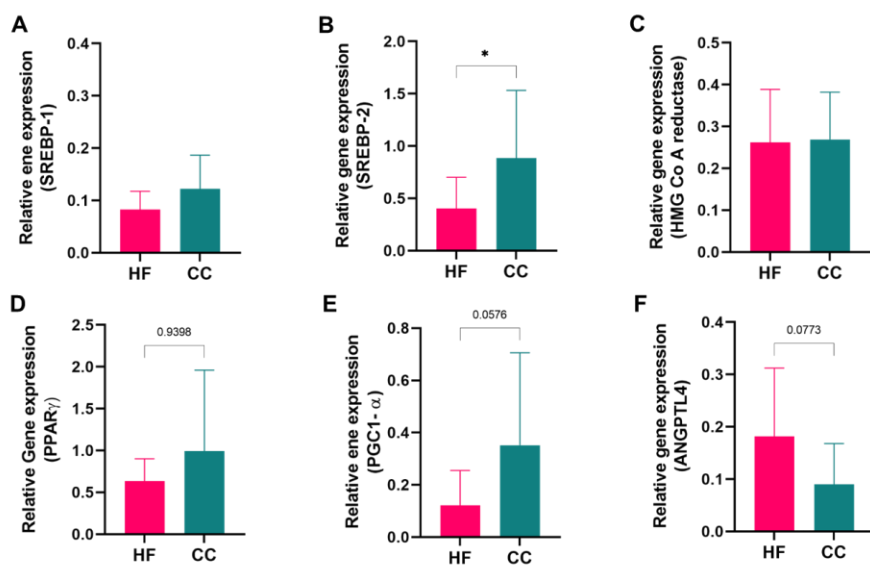 A
Relative ene expression
(SREBP-1)
0.4
0.3
0.2
0.1
0.0
HF CC
B
Relative gene expression
(SREBP-2)
2.0
1.5
1.0
0.5
0.0
*
HF CC
C
Relative gene expression
(HMG Co A reductase)
0.5
0.4
0.3
0.2
0.1
0.0
HF CC
D
Relative Gene expression
(PPARγ)
2.5
2.0
1.5
1.0
0.5
0.0
0.9398
HF CC
E
Relative ene expression
(PGC1- α)
0.8
0.6
0.4
0.2
0.0
0.0576
HF CC
F
Relative gene expression
(ANGPTL4)
0.4
0.3
0.2
0.1
0.0
0.0773
HF CC